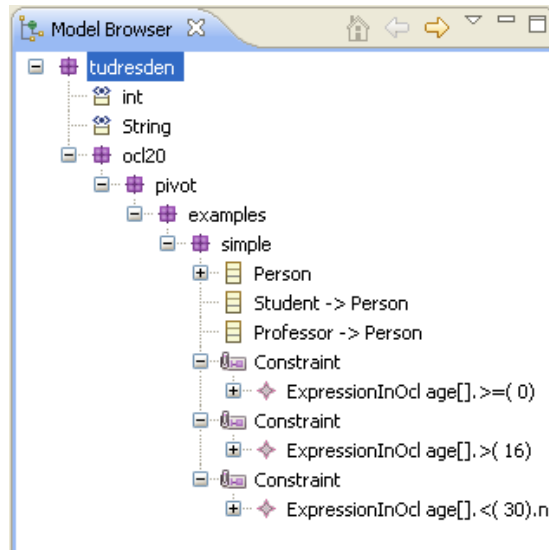 Model Browser
tudresden
int
String
ocl20
pivot
examples
simple
Person
Student -> Person
Professor -> Person
Constraint
ExpressionInOcl age[].>=( 0)
Constraint
ExpressionInOcl age[].>( 16)
Constraint
ExpressionInOcl age[].<( 30).n